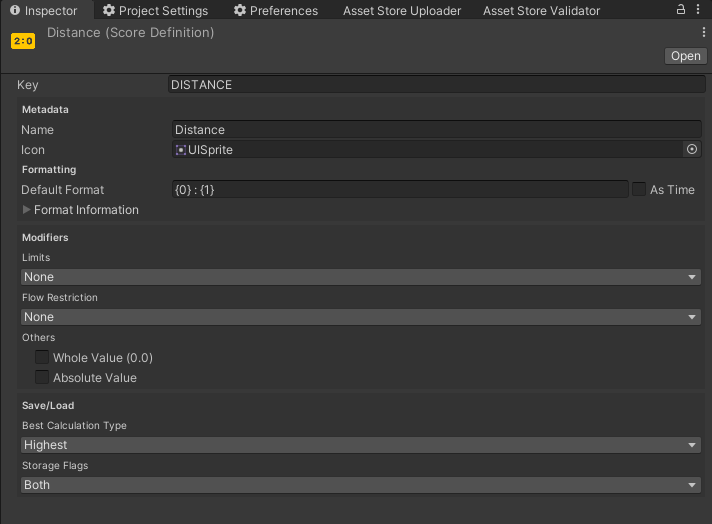 Inspector Project Settings Preferences Asset Store Uploader Asset Store Validator
2:0 Distance (Score Definition)
Open
Key DISTANCE
Metadata
Name Distance
Icon UISprite
Formatting
Default Format {0} : {1} As Time
Format Information
Modifiers
Limits
None
Flow Restriction
None
Others
Whole Value (0.0)
Absolute Value
Save/Load
Best Calculation Type
Highest
Storage Flags
Both